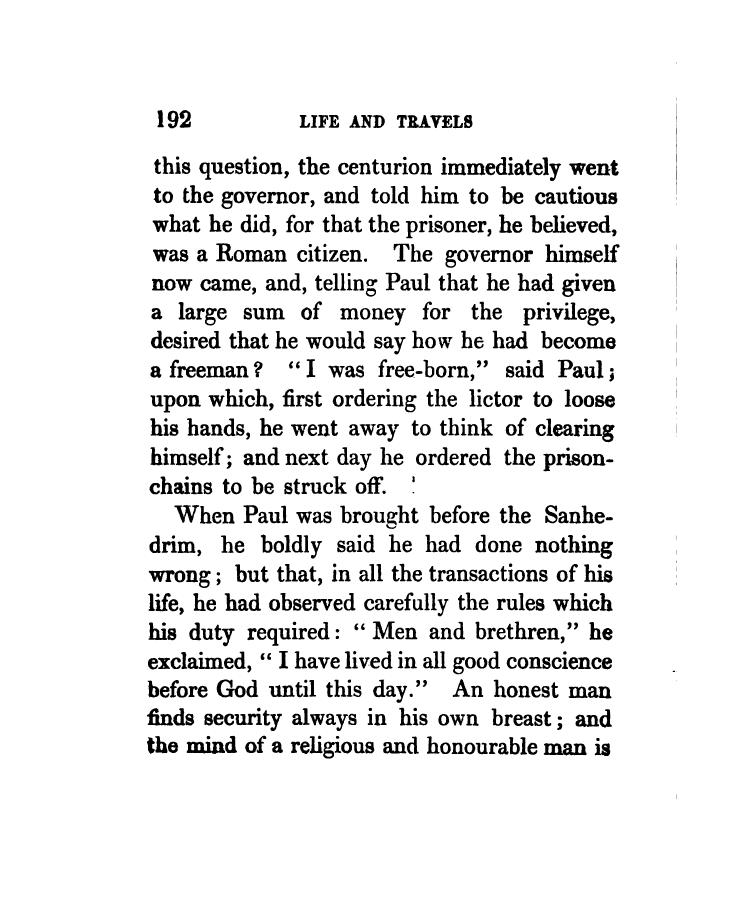 192 LIFE AND TRAVELS
this question, the centurion immediately went
to the governor, and told him to be cautious
what he did, for that the prisoner, he believed,
was a Roman citizen. The governor himself
now came, and, telling Paul that he had given
a large sum of money for the privilege,
desired that he would say how he had become
a freeman? “I was free-born,” said Paul;
upon which, first ordering the lictor to loose
his hands, he went away to think of clearing
himself; and next day he ordered the prison-
chains to be struck off.
When Paul was brought before the Sanhe-
drim, he boldly said he had done nothing
wrong; but that, in all the transactions of his
life, he had observed carefully the rules which
his duty required: “Men and brethren,” he
exclaimed, “I have lived in all good conscience
before God until this day.” An honest man
finds security always in his own breast; and
the mind of a religious and honourable man is